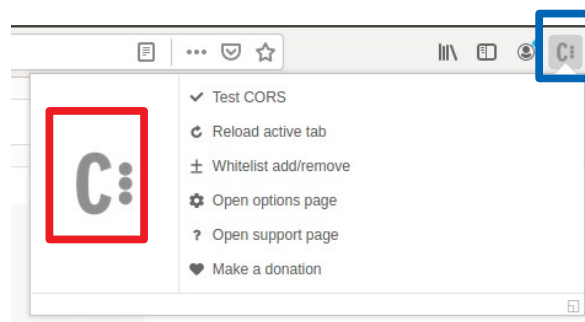 C:
C:
Test CORS
Reload active tab
Whitelist add/remove
Open options page
? Open support page
Make a donation